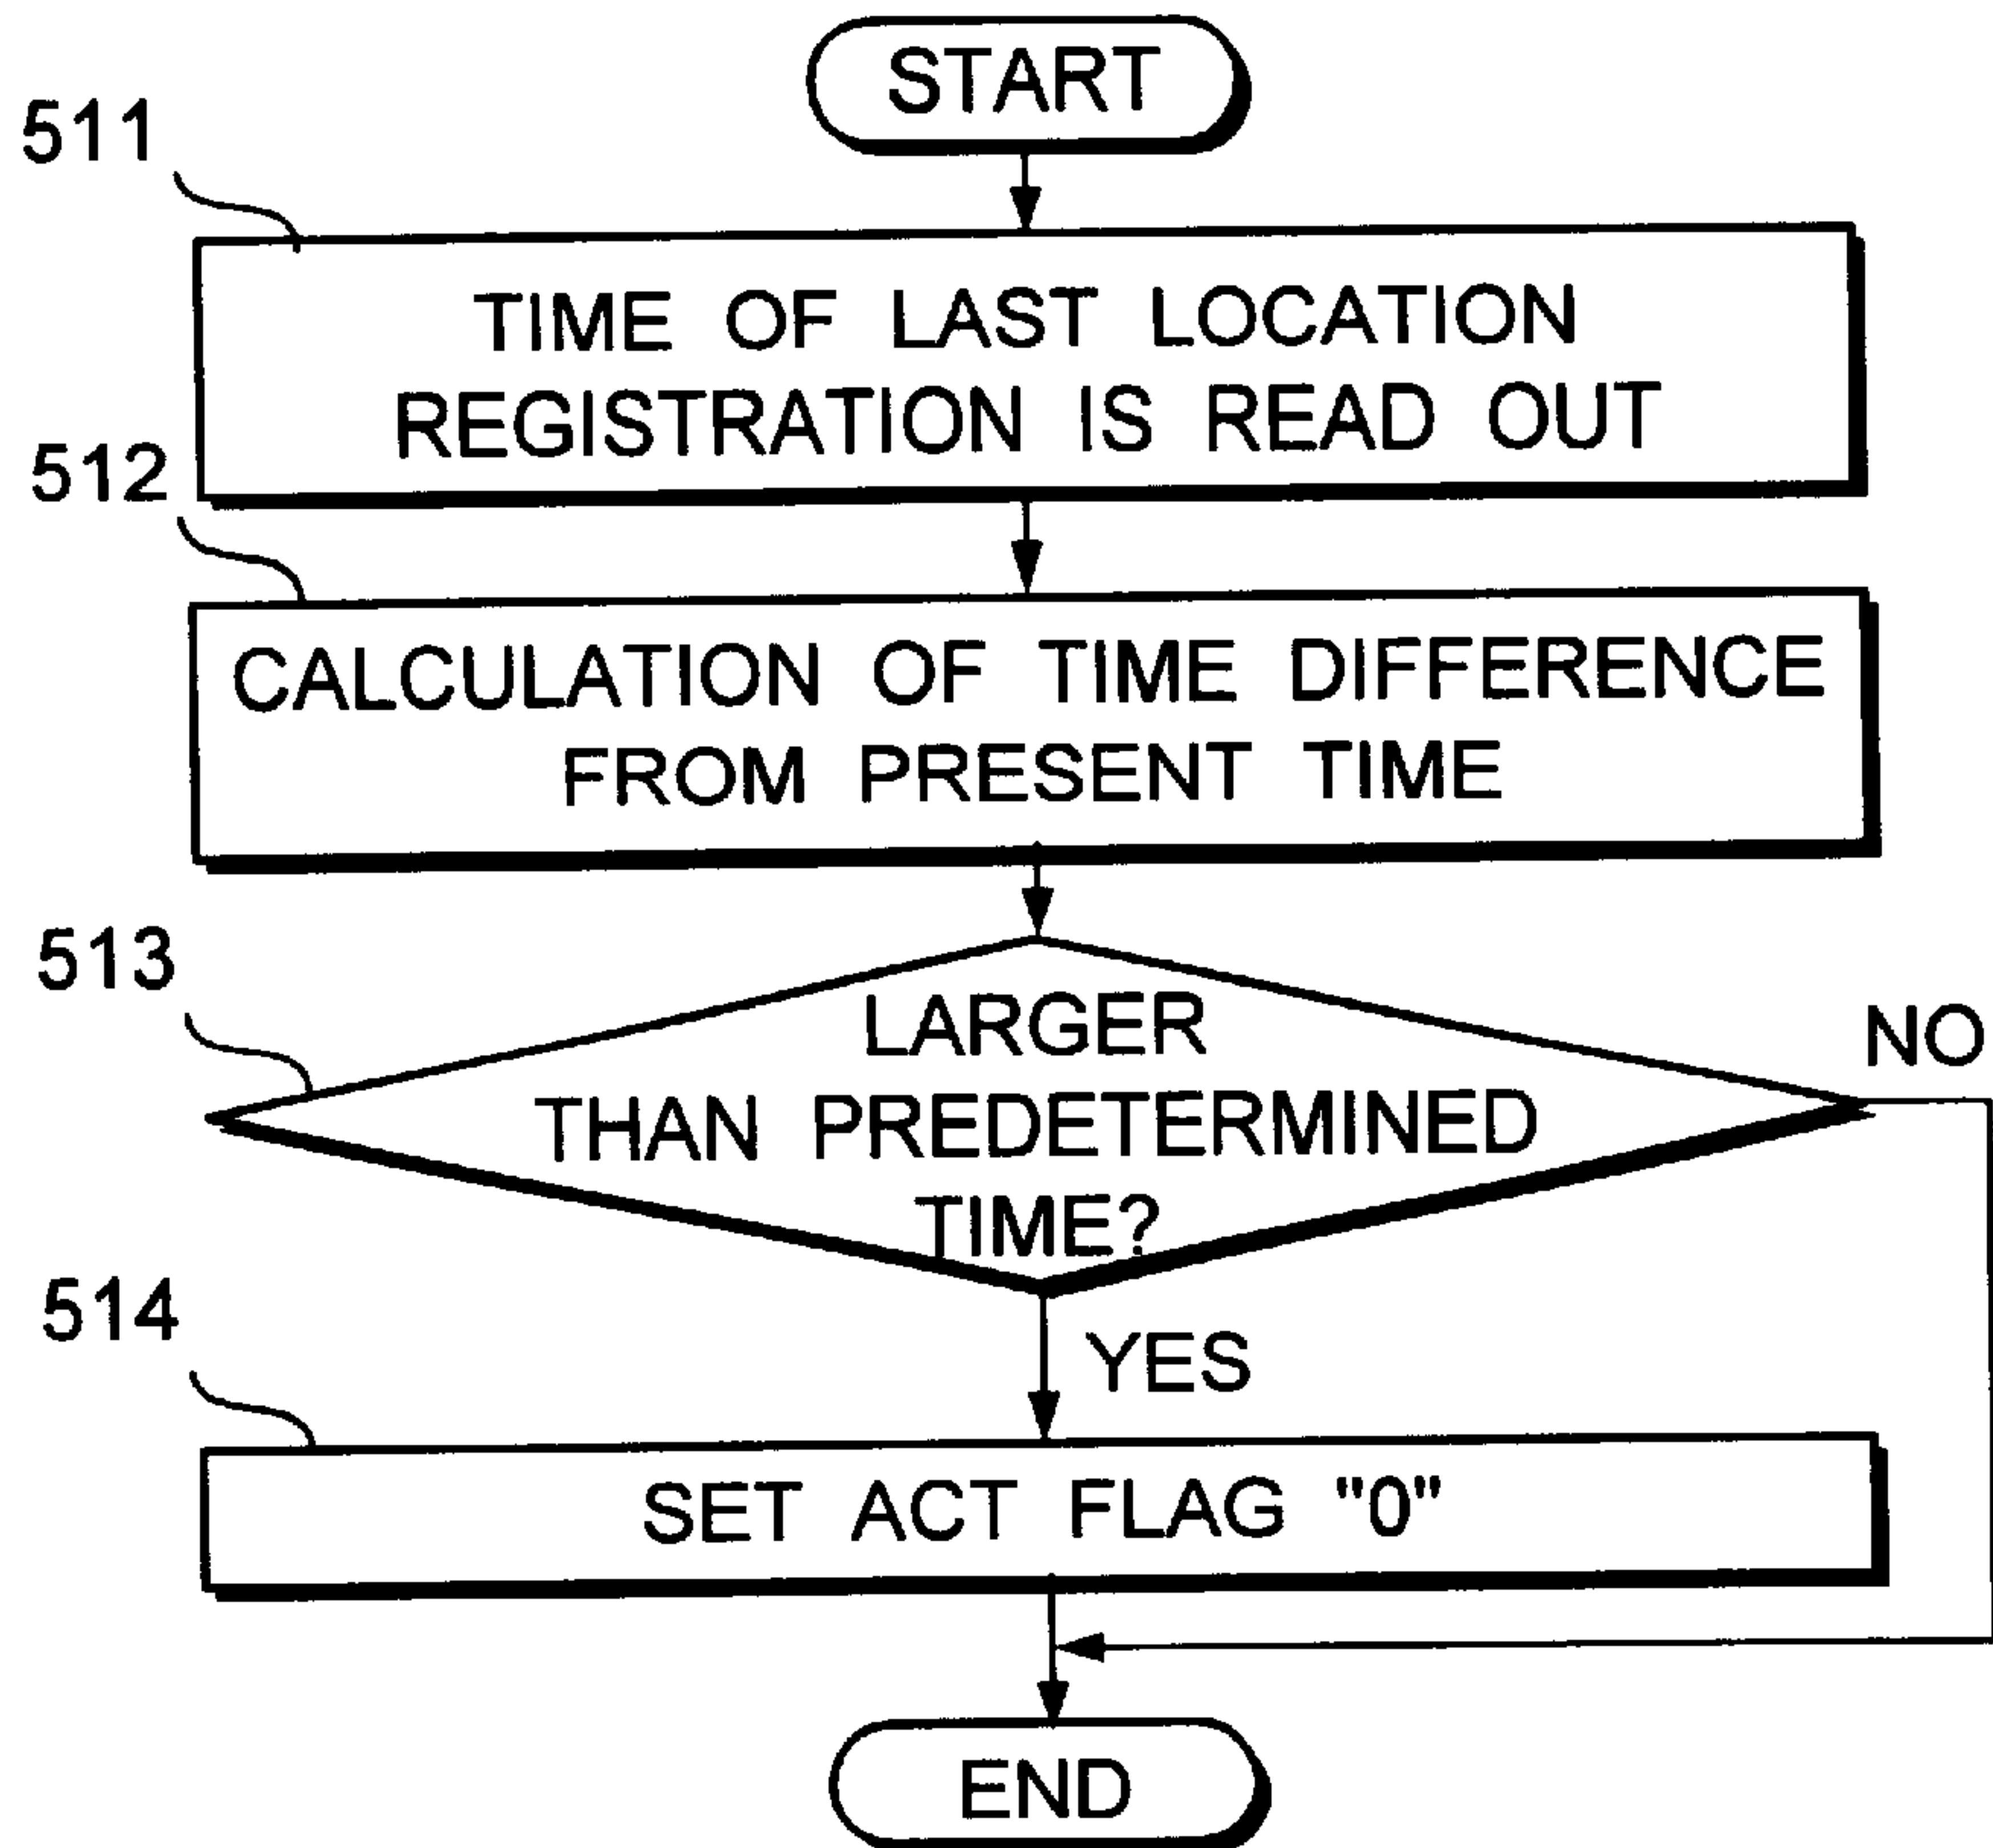 START
511
TIME OF LAST LOCATION
REGISTRATION IS READ OUT
512
CALCULATION OF TIME DIFFERENCE
FROM PRESENT TIME
513
LARGER
THAN PREDETERMINED
TIME?
NO
YES
514
SET ACT FLAG "0"
END